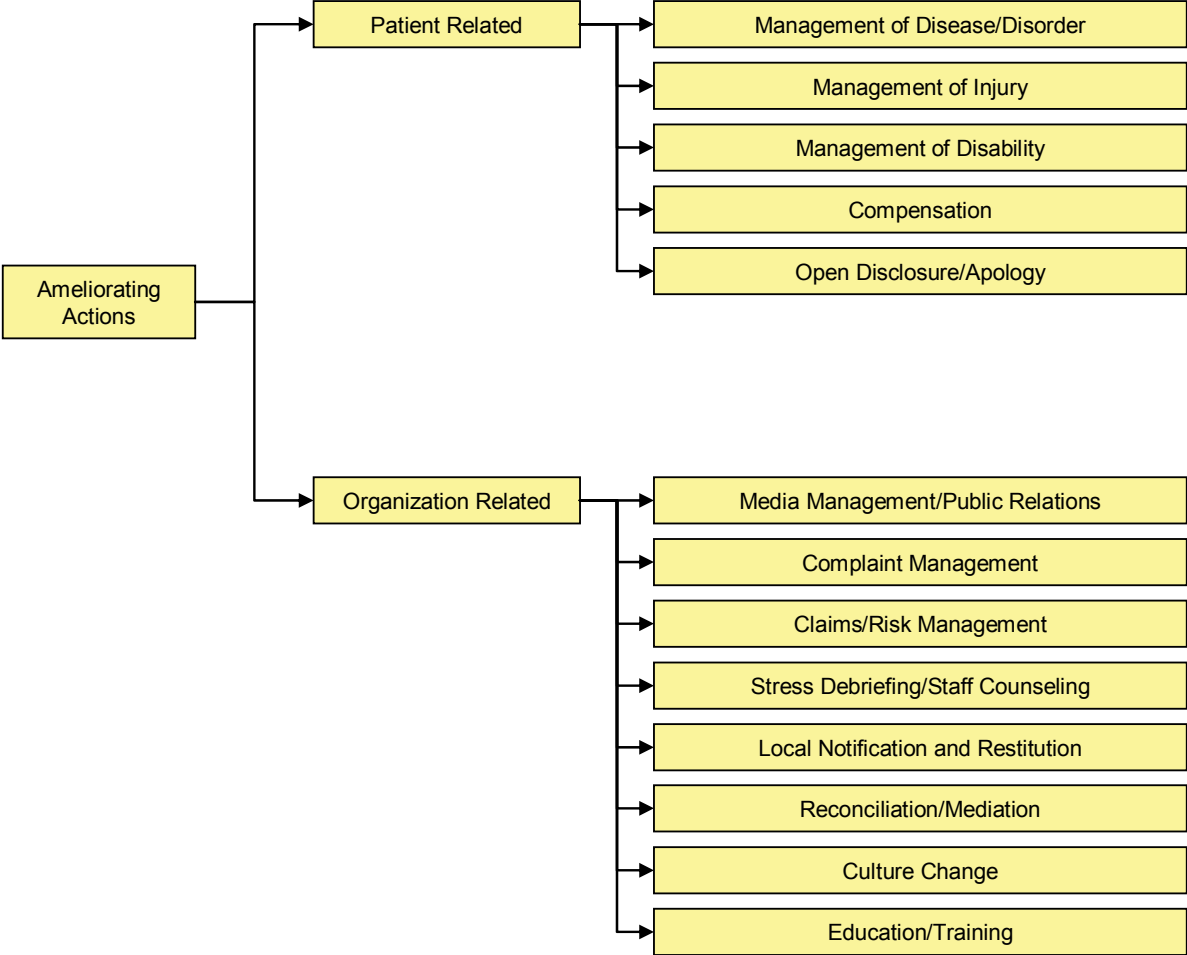 Patient Related
Management of Disease/Disorder
Management of Injury
Management of Disability
Compensation
Open Disclosure/Apology
Ameliorating
Actions
Organization Related
Media Management/Public Relations
Complaint Management
Claims/Risk Management
Stress Debriefing/Staff Counseling
Local Notification and Restitution
Reconciliation/Mediation
Culture Change
Education/Training